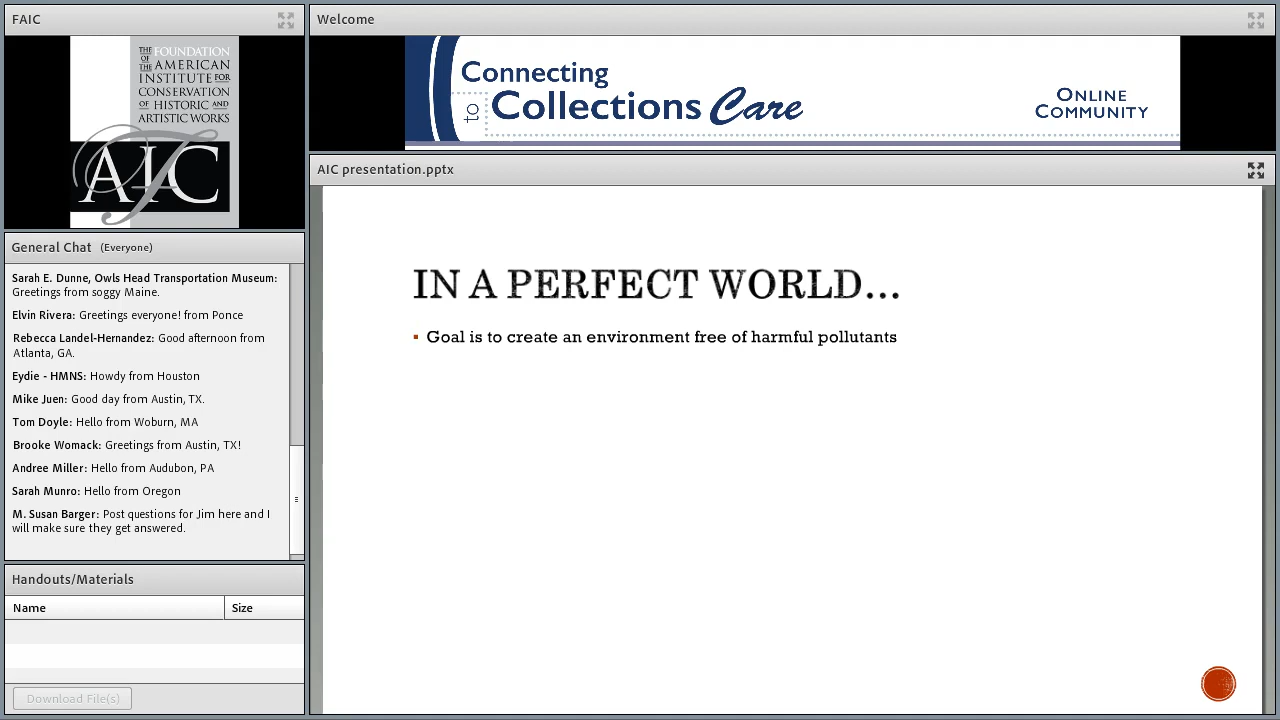 FAIC
THE FOUNDATION
OF THE AMERICAN
INSTITUTE FOR
CONSERVATION
OF HISTORIC AND
ARTISTIC WORKS
AIC
General Chat (Everyone)
Sarah E. Dunne, Owls Head Transportation Museum:
Greetings from soggy Maine.
Elvin Rivera: Greetings everyone! from Ponce
Rebecca Landel-Hernandez: Good afternoon from
Atlanta, GA.
Eydie - HMNS: Howdy from Houston
Mike Juen: Good day from Austin, TX.
Tom Doyle: Hello from Woburn, MA
Brooke Womack: Greetings from Austin, TX!
Andree Miller: Hello from Audubon, PA
Sarah Munro: Hello from Oregon
M. Susan Barger: Post questions for Jim here and I
will make sure they get answered.
Handouts/Materials
Name Size
Download File(s)
Welcome
Connecting
to Collections Care
ONLINE
COMMUNITY
AIC presentation.pptx
IN A PERFECT WORLD...
▪ Goal is to create an environment free of harmful pollutants